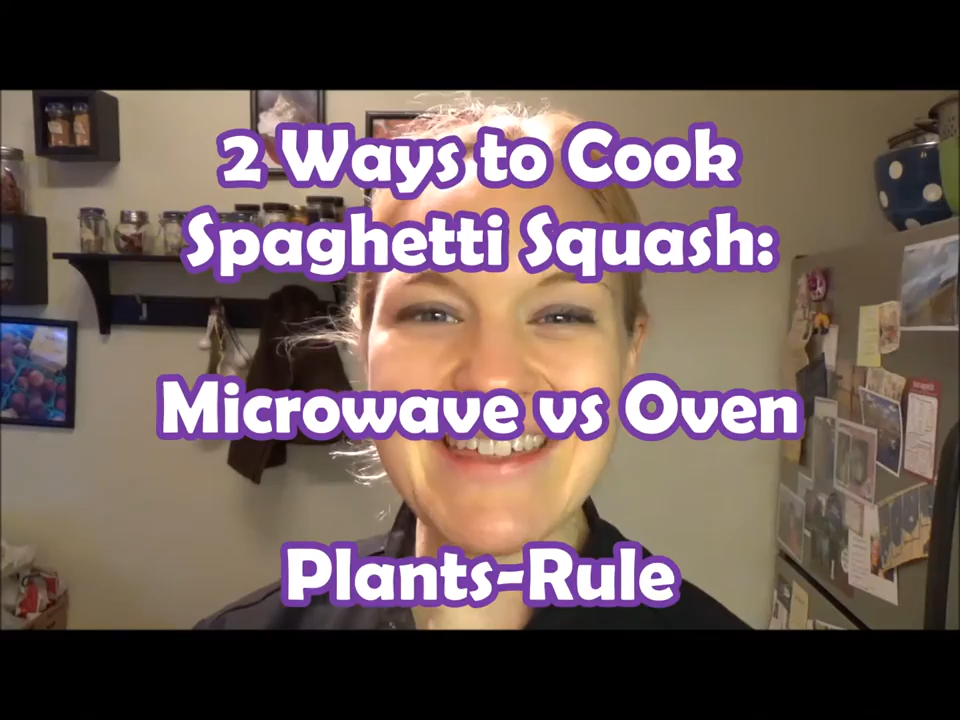 2 Ways to Cook
Spaghetti Squash:
Microwave vs Oven
Plants-Rule